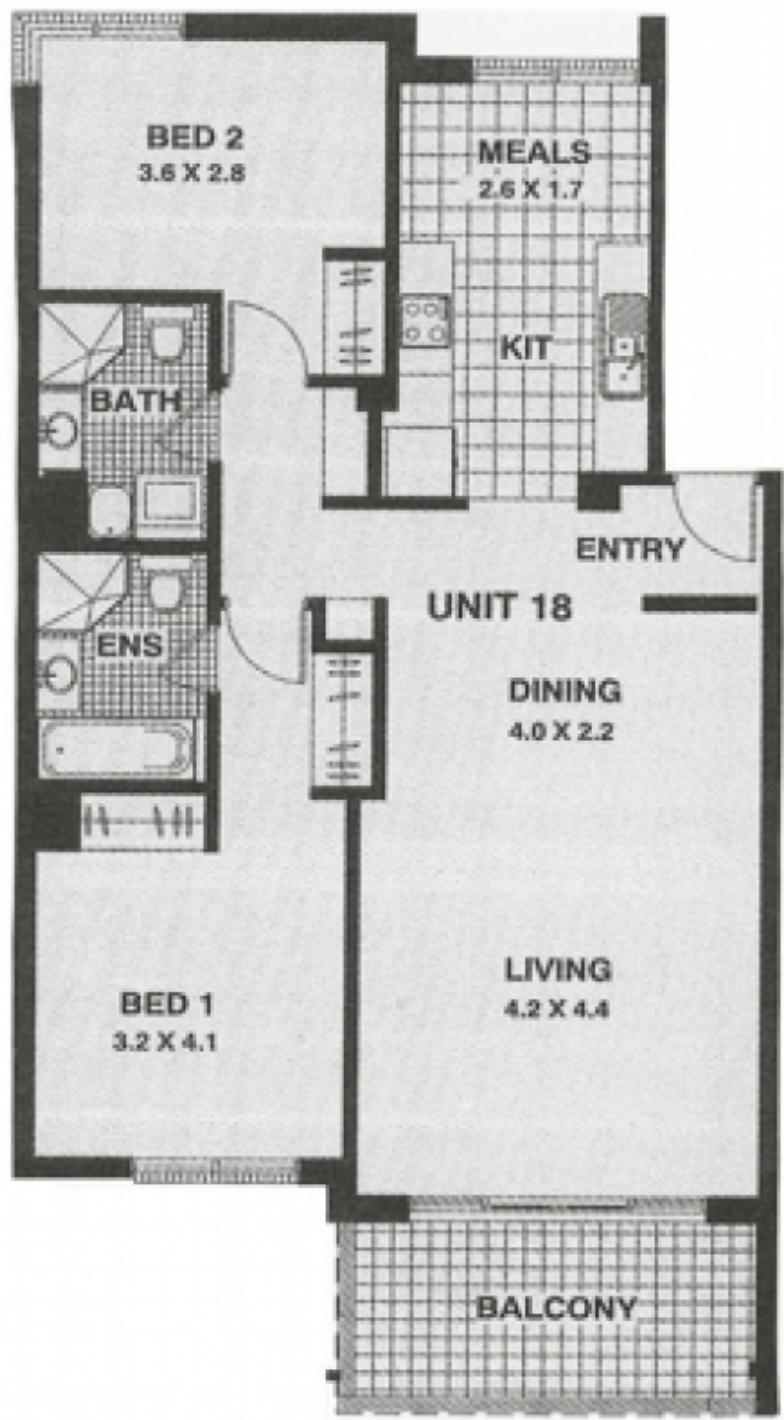 BED 2
3.6 X 2.8
MEALS
2.6 X 1.7
KIT
BATH
ENTRY
UNIT 18
ENS
DINING
4.0 X 2.2
LIVING
4.2 X 4.4
BED 1
3.2 X 4.1
BALCONY